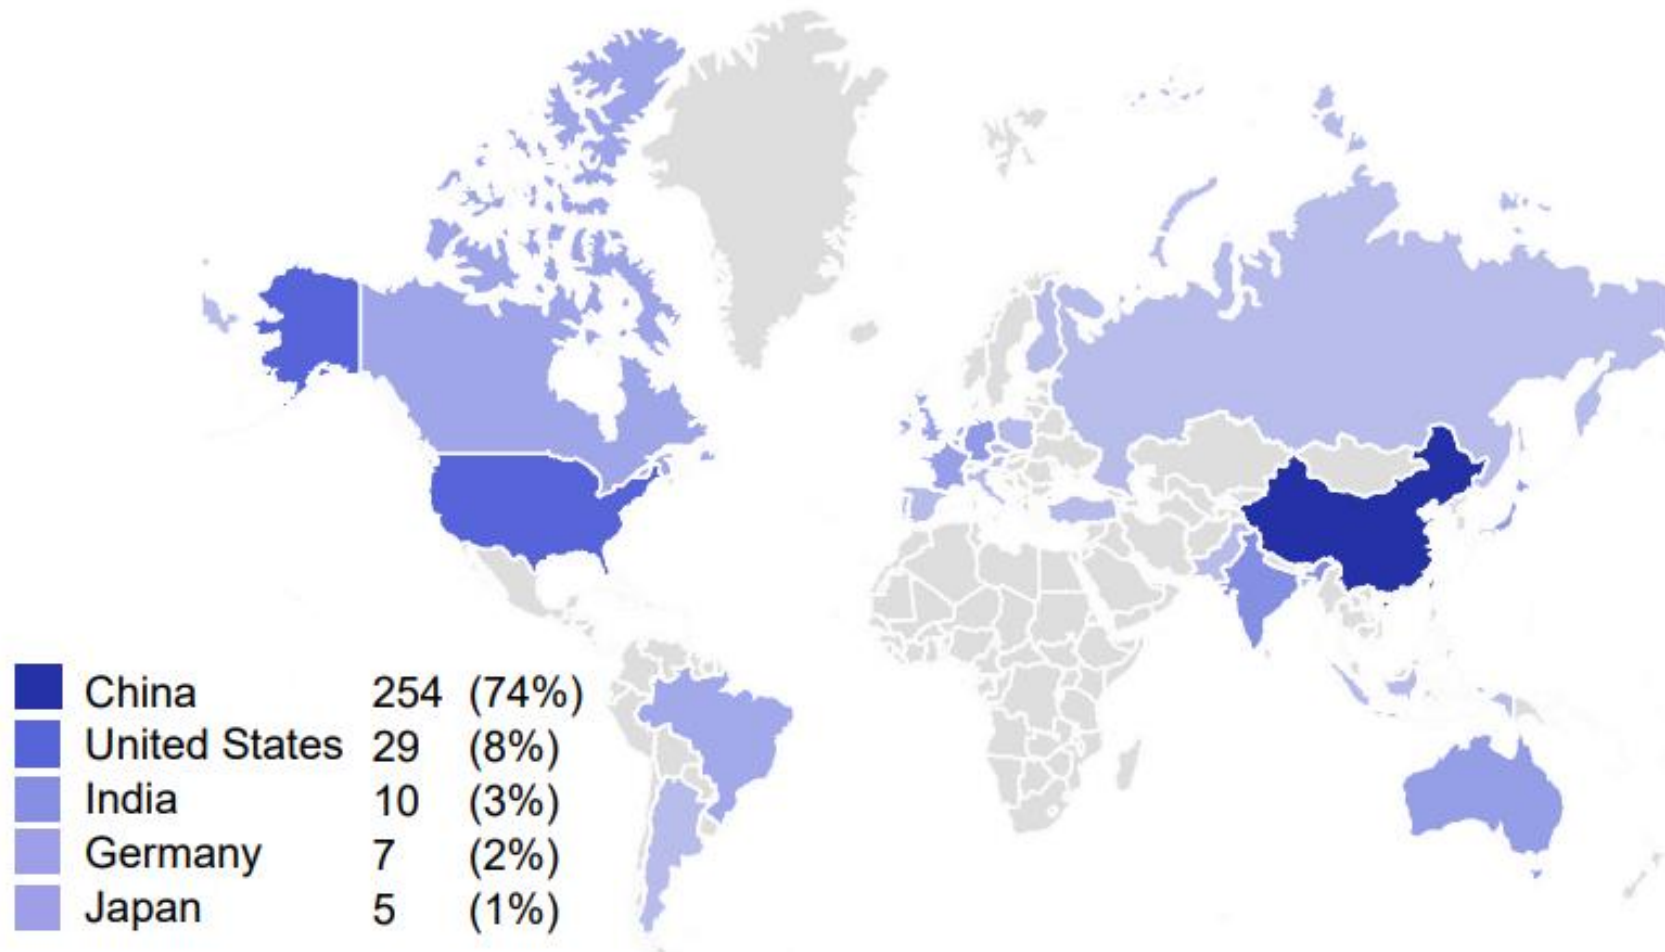 China 254 (74%)
United States 29 (8%)
India 10 (3%)
Germany 7 (2%)
Japan 5 (1%)